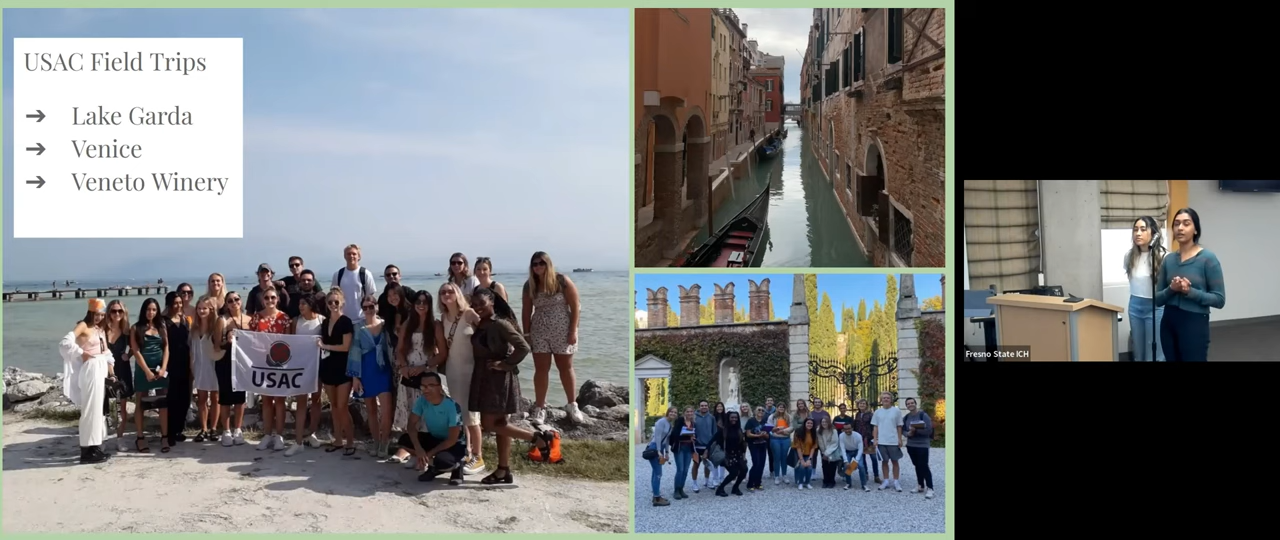 USAC Field Trips
➔ Lake Garda
➔ Venice
➔ Veneto Winery
USAC
Fresno State ICH